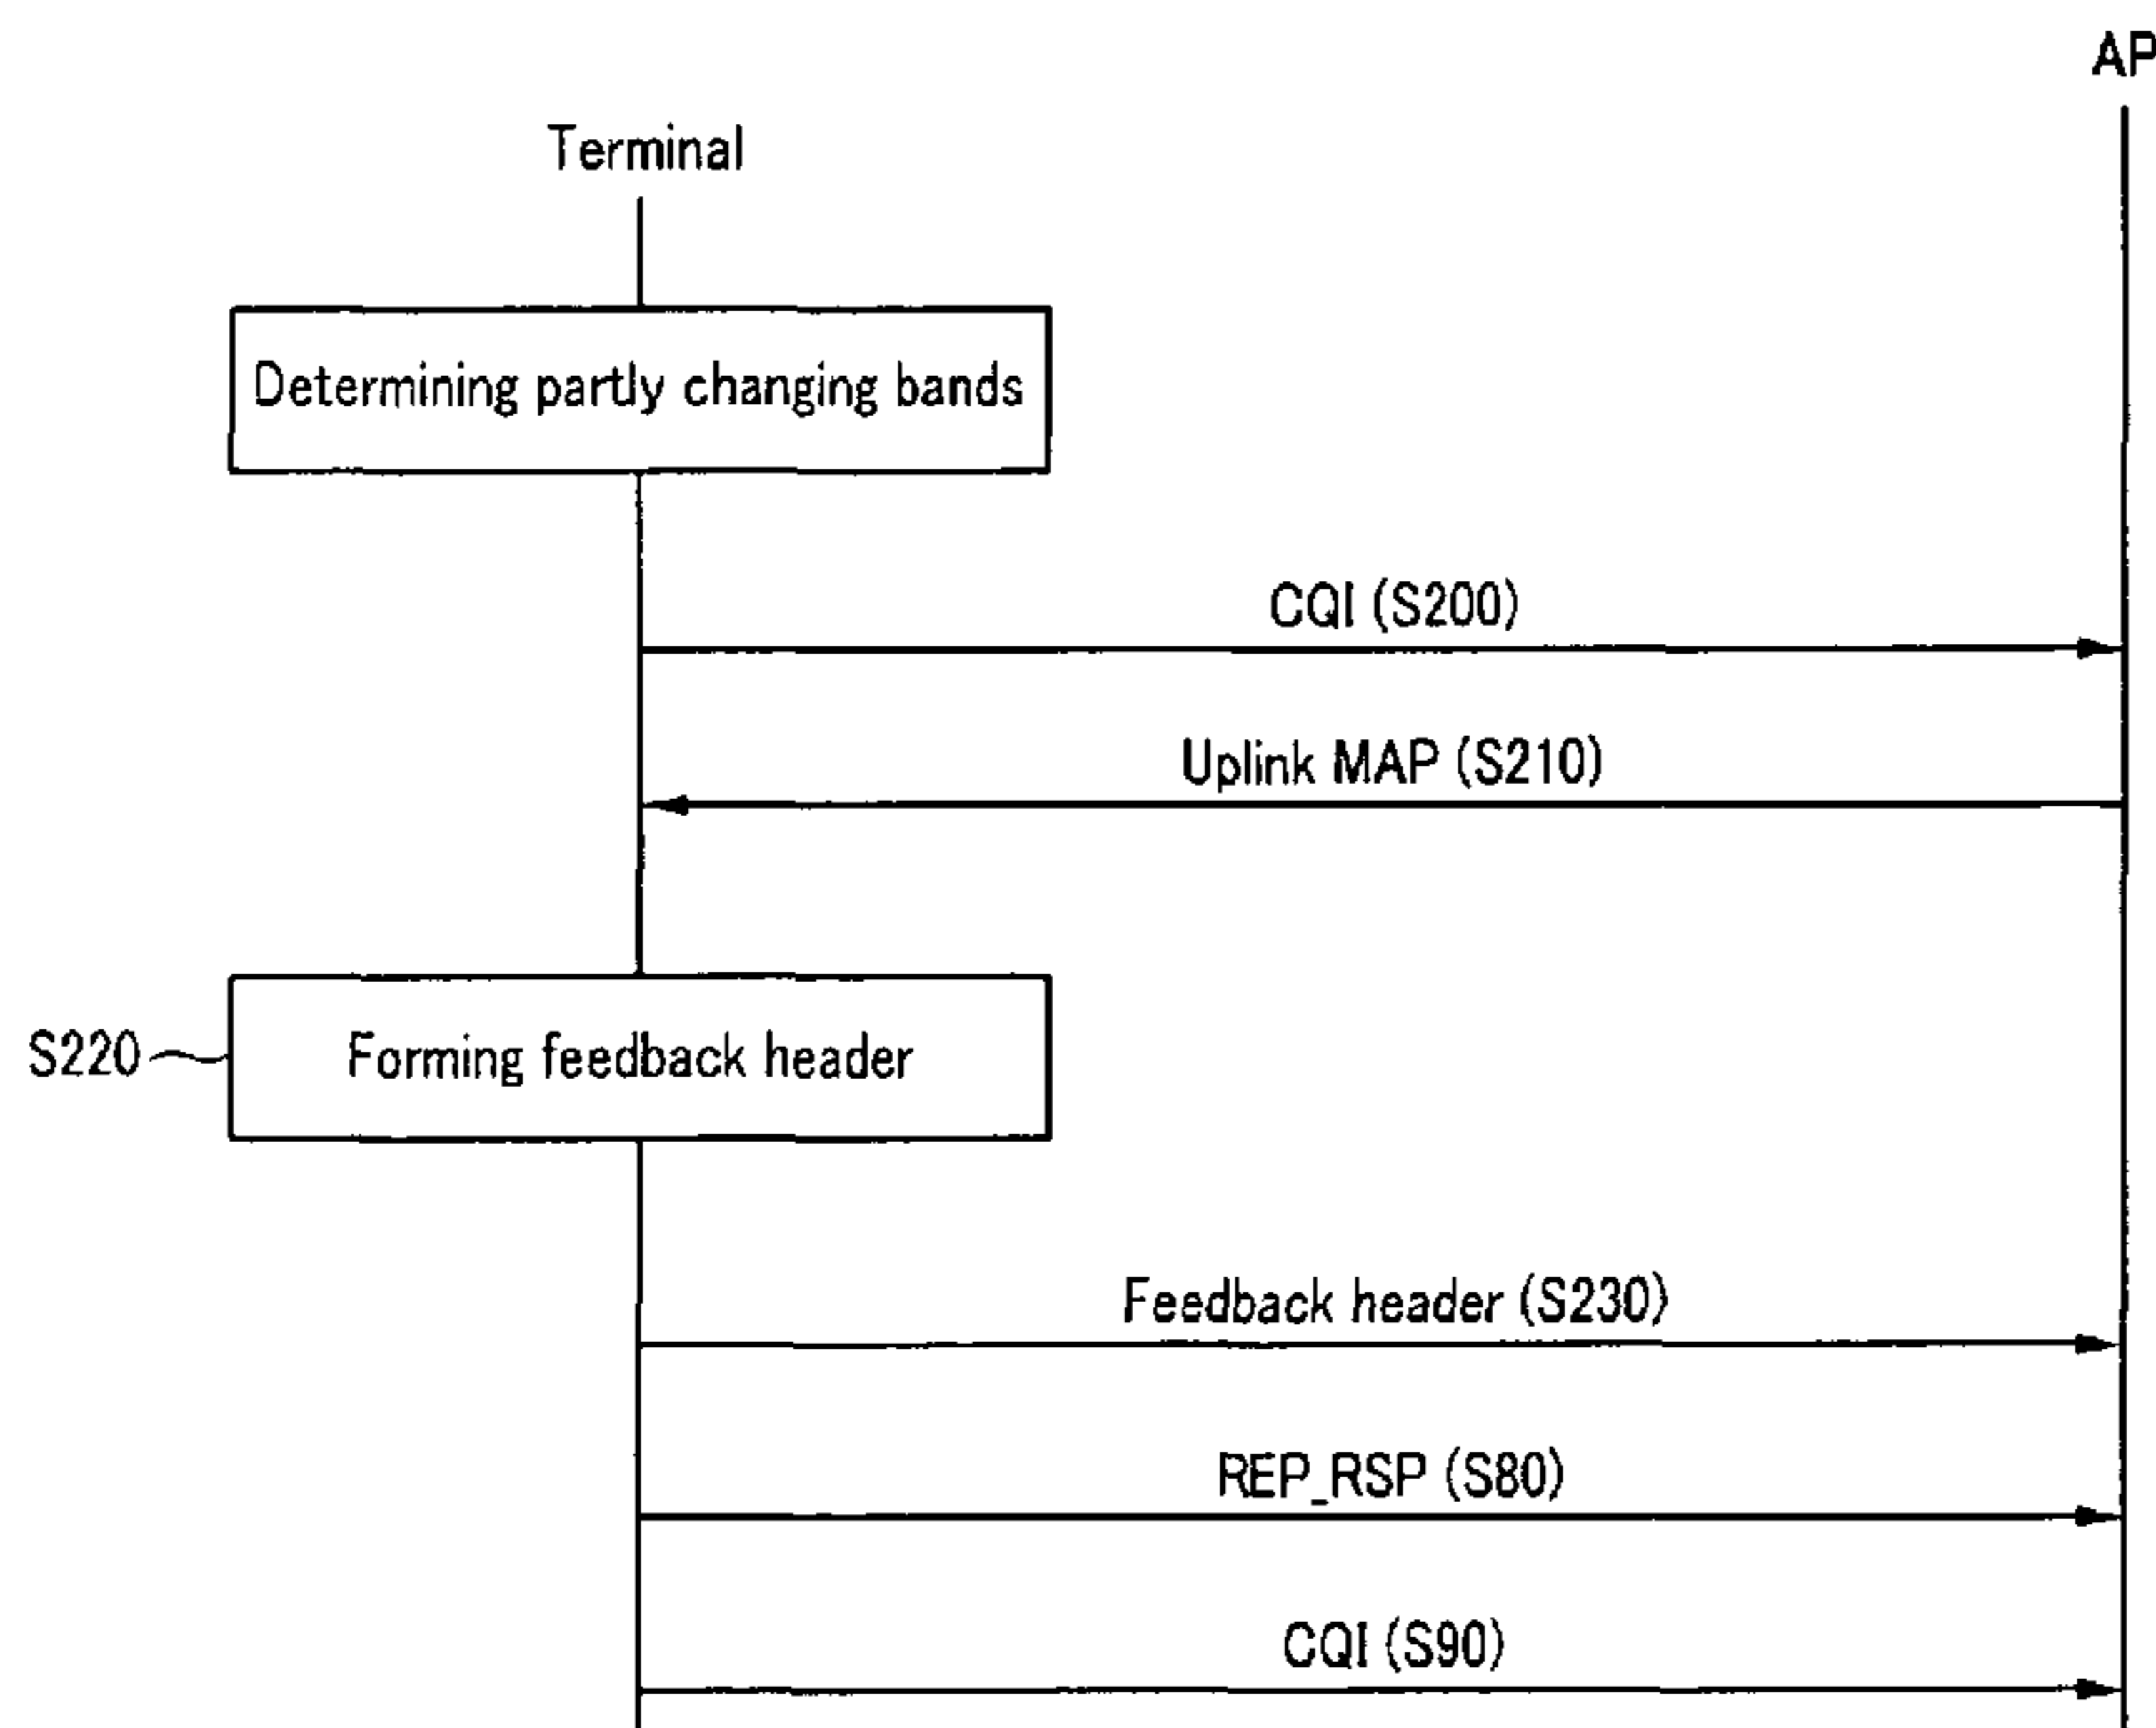 AP
Terminal
Determining partly changing bands
CQI (S200)
Uplink MAP (S210)
S220
Forming feedback header
Feedback header (S230)
REP_RSP (S80)
CQI (S90)